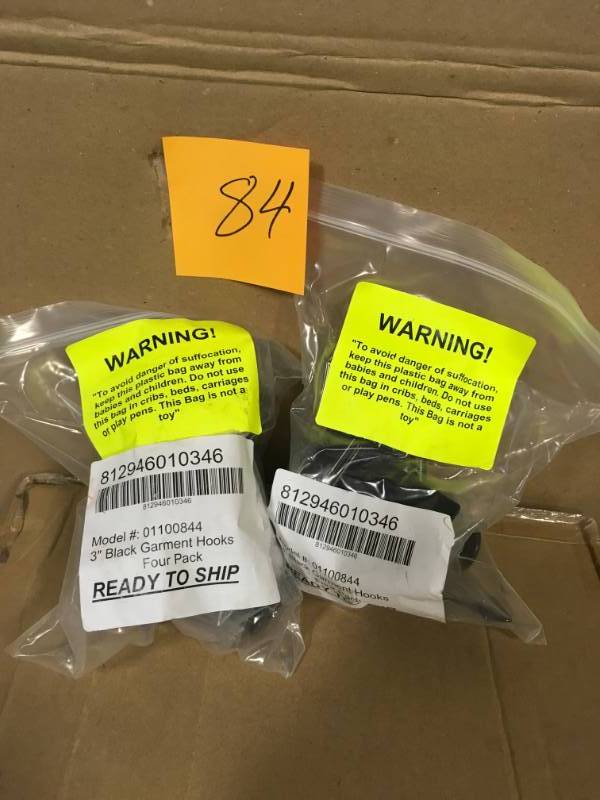 84
WARNING!
"To avoid danger of suffocation,
keep this plastic bag away from
babies and children. Do not use
this bag in cribs, beds, carriages
or play pens. This Bag is not a
toy"
812946010346
812946010346
Model #: 01100844
3" Black Garment Hooks
Four Pack
READY TO SHIP
WARNING!
"To avoid danger of suffocation,
keep this plastic bag away from
babies and children. Do not use
this bag in cribs, beds, carriages
or play pens. This Bag is not a
toy"
812946010346
812946010346
#: 01100844
Hooks
READY